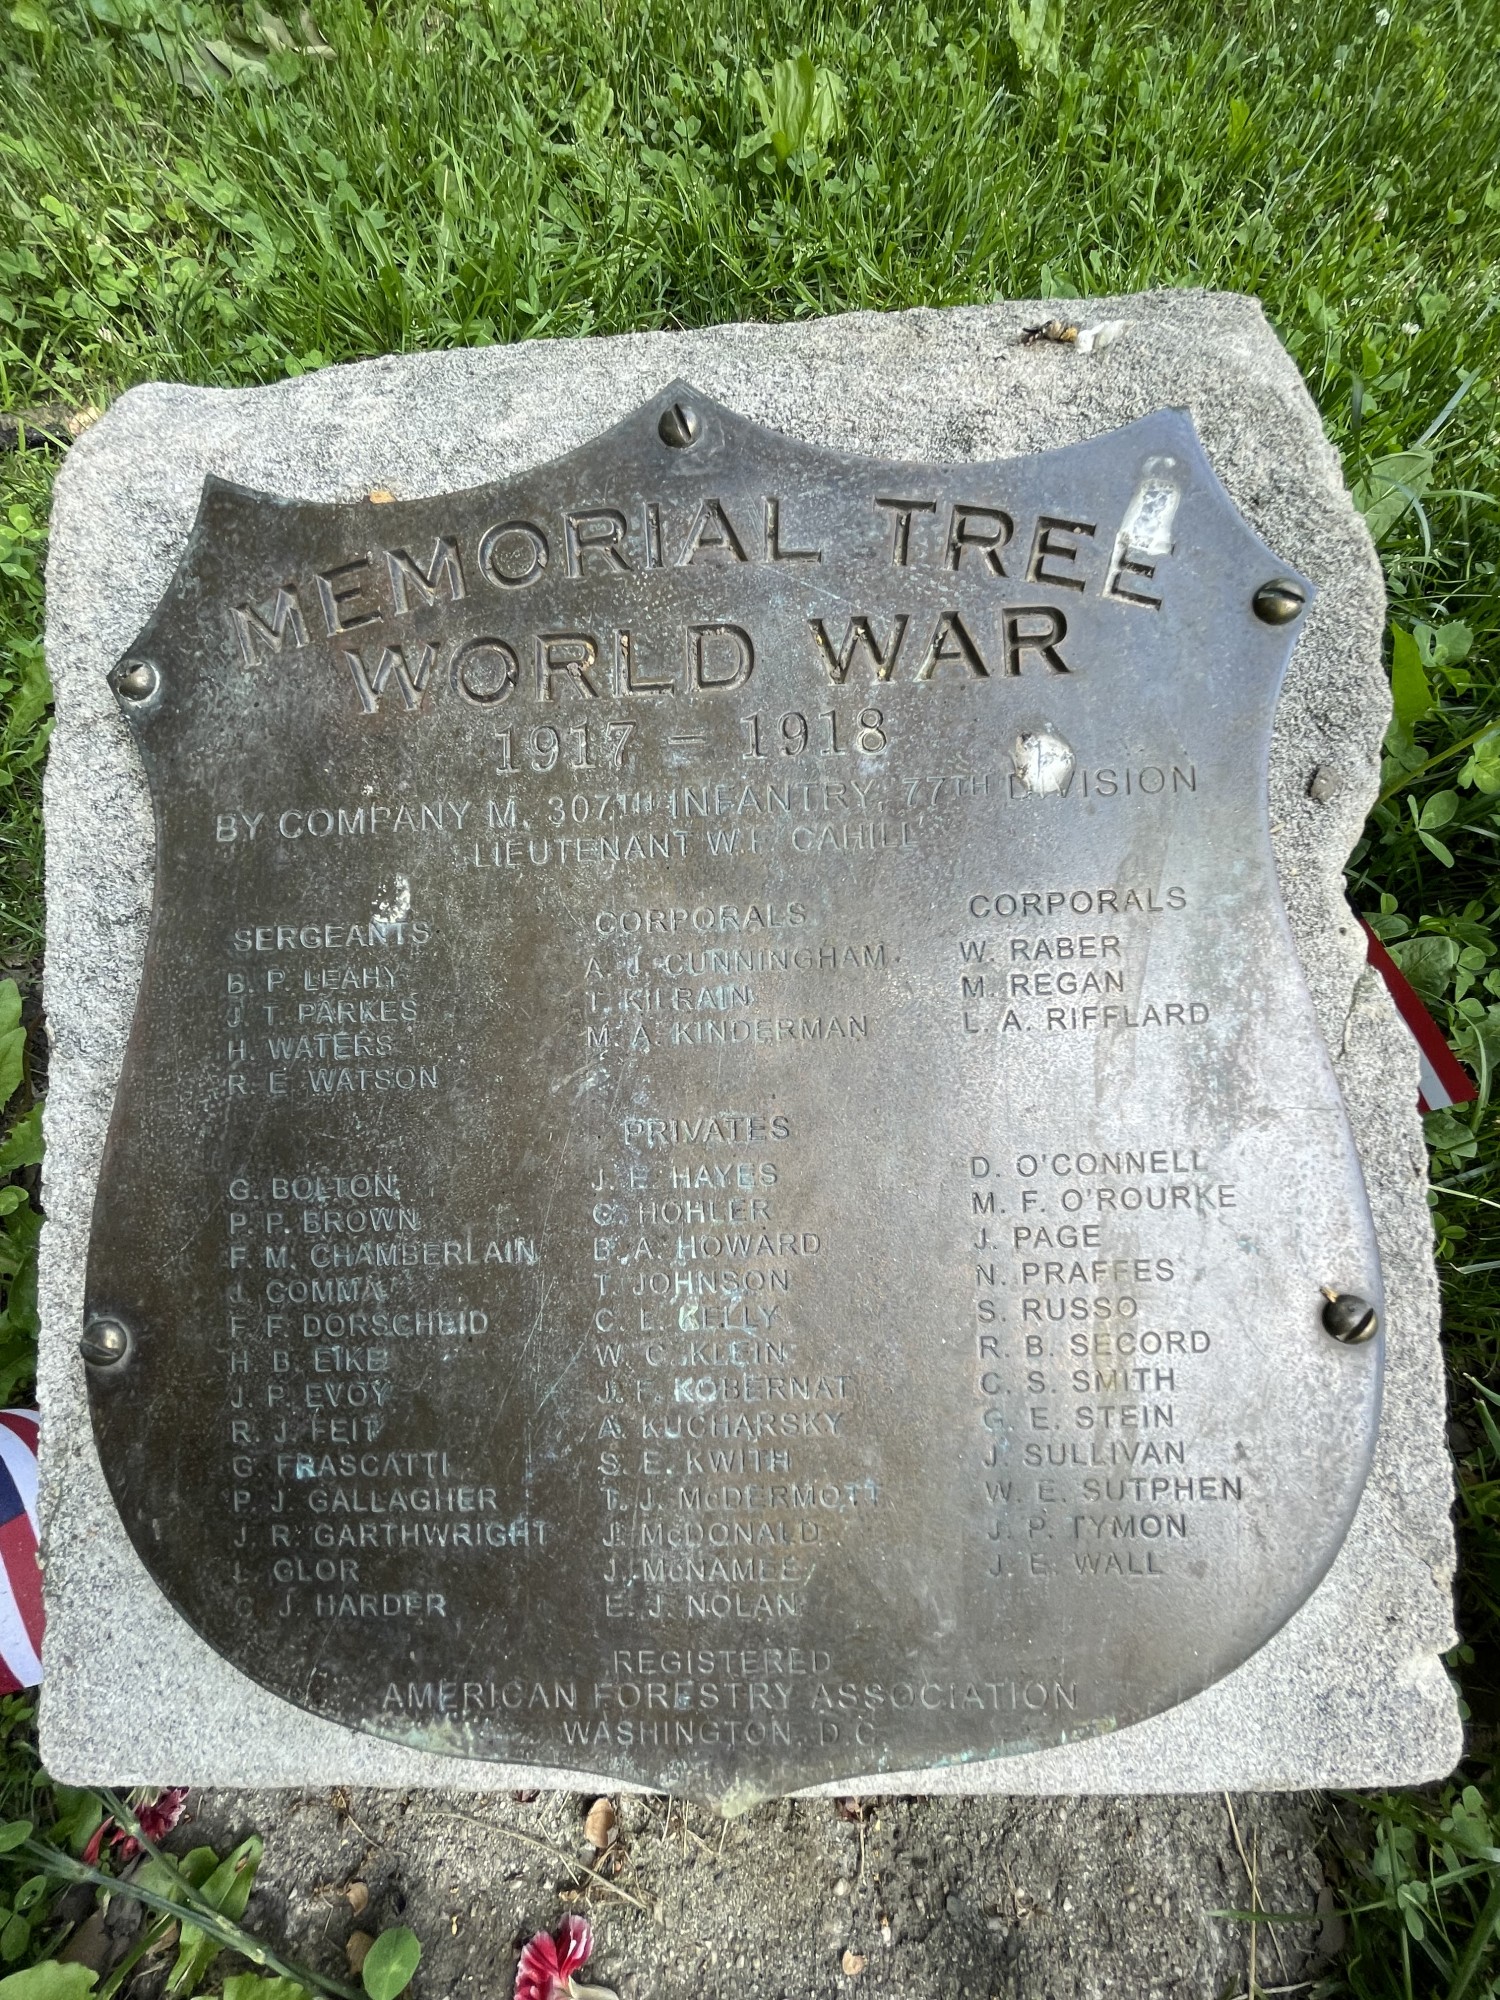 MEMORIAL TREE
WORLD WAR
1917 - 1918
BY COMPANY M, 307TH INFANTRY, 77TH DIVISION
LIEUTENANT W.F. CAHILL
SERGEANTS
B. P. LEAHY
J. T. PARKES
H. WATERS
R. E. WATSON
CORPORALS
A. J. CUNNINGHAM
T. KILRAIN
M. A. KINDERMAN
CORPORALS
W. RABER
M. REGAN
L. A. RIFFLARD
PRIVATES
G. BOLTON
P. P. BROWN
F. M. CHAMBERLAIN
J. COMMA
F. F. DORSCHEID
H. B. EIKE
J. P. EVOY
R. J. FEIT
G. FRASCATTI
P. J. GALLAGHER
J. R. GARTHWRIGHT
L. GLOR
C. J. HARDER
J. E. HAYES
G. HOHLER
B. A. HOWARD
T. JOHNSON
C. L. KELLY
W. C. KLEIN
J. F. KOBERNAT
A. KUCHARSKY
S. E. KWITH
T. J. McDERMOTT
J. McDONALD
J. McNAMEE
E. J. NOLAN
D. O'CONNELL
M. F. O'ROURKE
J. PAGE
N. PRAFFES
S. RUSSO
R. B. SECORD
C. S. SMITH
G. E. STEIN
J. SULLIVAN
W. E. SUTPHEN
J. P. TYMON
J. E. WALL
REGISTERED
AMERICAN FORESTRY ASSOCIATION
WASHINGTON, D.C.